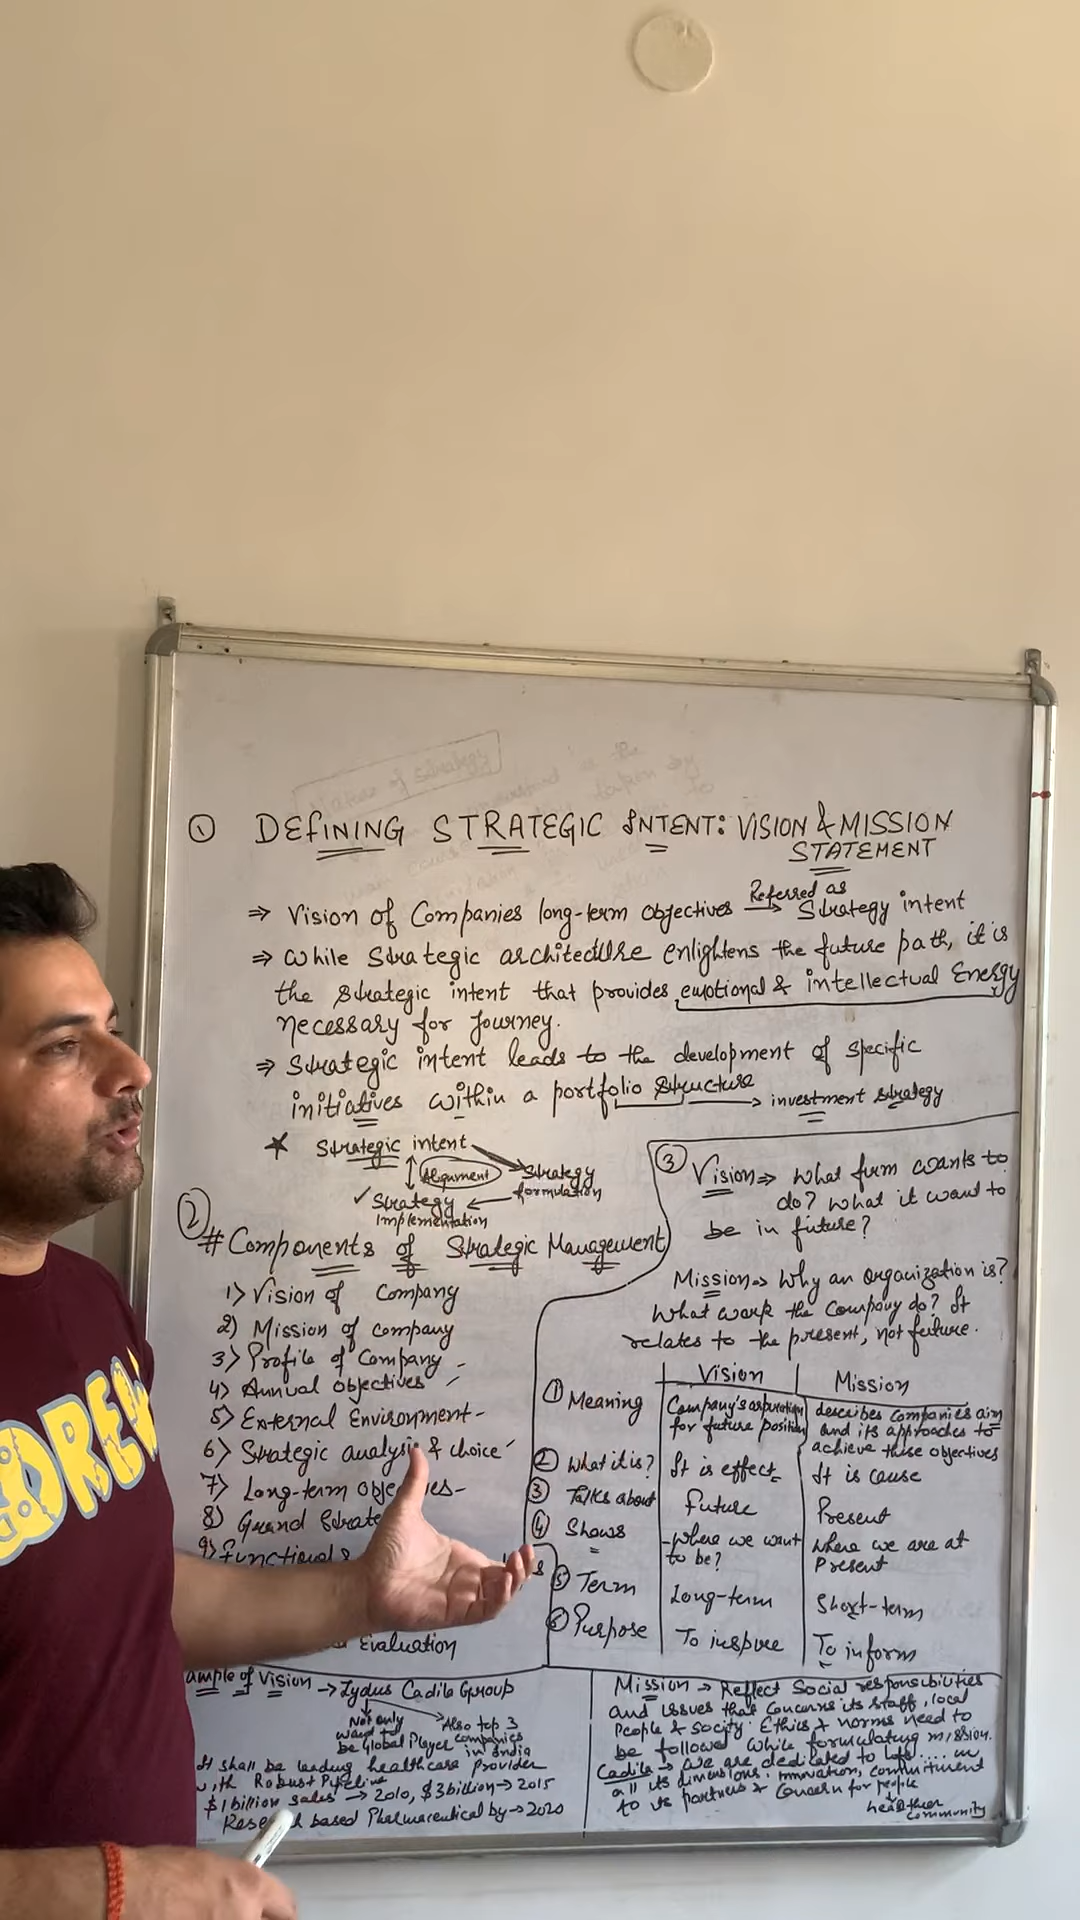 ① DEFINING STRATEGIC INTENT: VISION & MISSION
STATEMENT
⇒ Vision of Companies long-term Objectives → Referred as Strategy intent
⇒ While Strategic architecture enlightens the future path, it is
the strategic intent that provides emotional & intellectual Energy
necessary for Journey.
⇒ Strategic intent leads to the development of specific
initiatives within a portfolio structure → investment strategy
★ Strategic intent
Alignment
Strategy formulation
✓ Strategy
implementation
②
# Components of Strategic Management
1) Vision of Company
2) Mission of company
3) Profile of Company
4) Annual objectives
5) External Environment
6) Strategic analysis & choice
7) Long-term
8) Grand
9) functional
Evaluation
③ Vision ⇒ What firm wants to
do? What it want to
be in future?
Mission ⇒ Why an organization is?
What work the company do? It
relates to the present, not future.
Vision | Mission
① Meaning | Company's aspiration for future position | describes companies aim and its approaches to achieve these objectives
② What it is? | It is effect | It is cause
③ Talks about | Future | Present
④ Shows | Where we want to be? | where we are at Present
⑤ Term | Long-term | Short-term
⑥ Purpose | To inspire | To inform
ample of Vision → Zydus Cadila Group
Not only
want to
be Global Player
Also top 3
companies
in India
It shall be leading healthcare provider
with Robust Pipeline
$1 billion sales → 2010, $3 billion → 2015
based Pharmaceutical by → 2020
Mission → Reflect Social responsibilities
and issues that concerns its staff, local
People & socity. Ethics & norms need to
be followed while formulating mission.
Cadila → We are dedicated to life .... in
all its dimensions. innovation, commitment
to its partners & concern for people
healthier
community
DREW